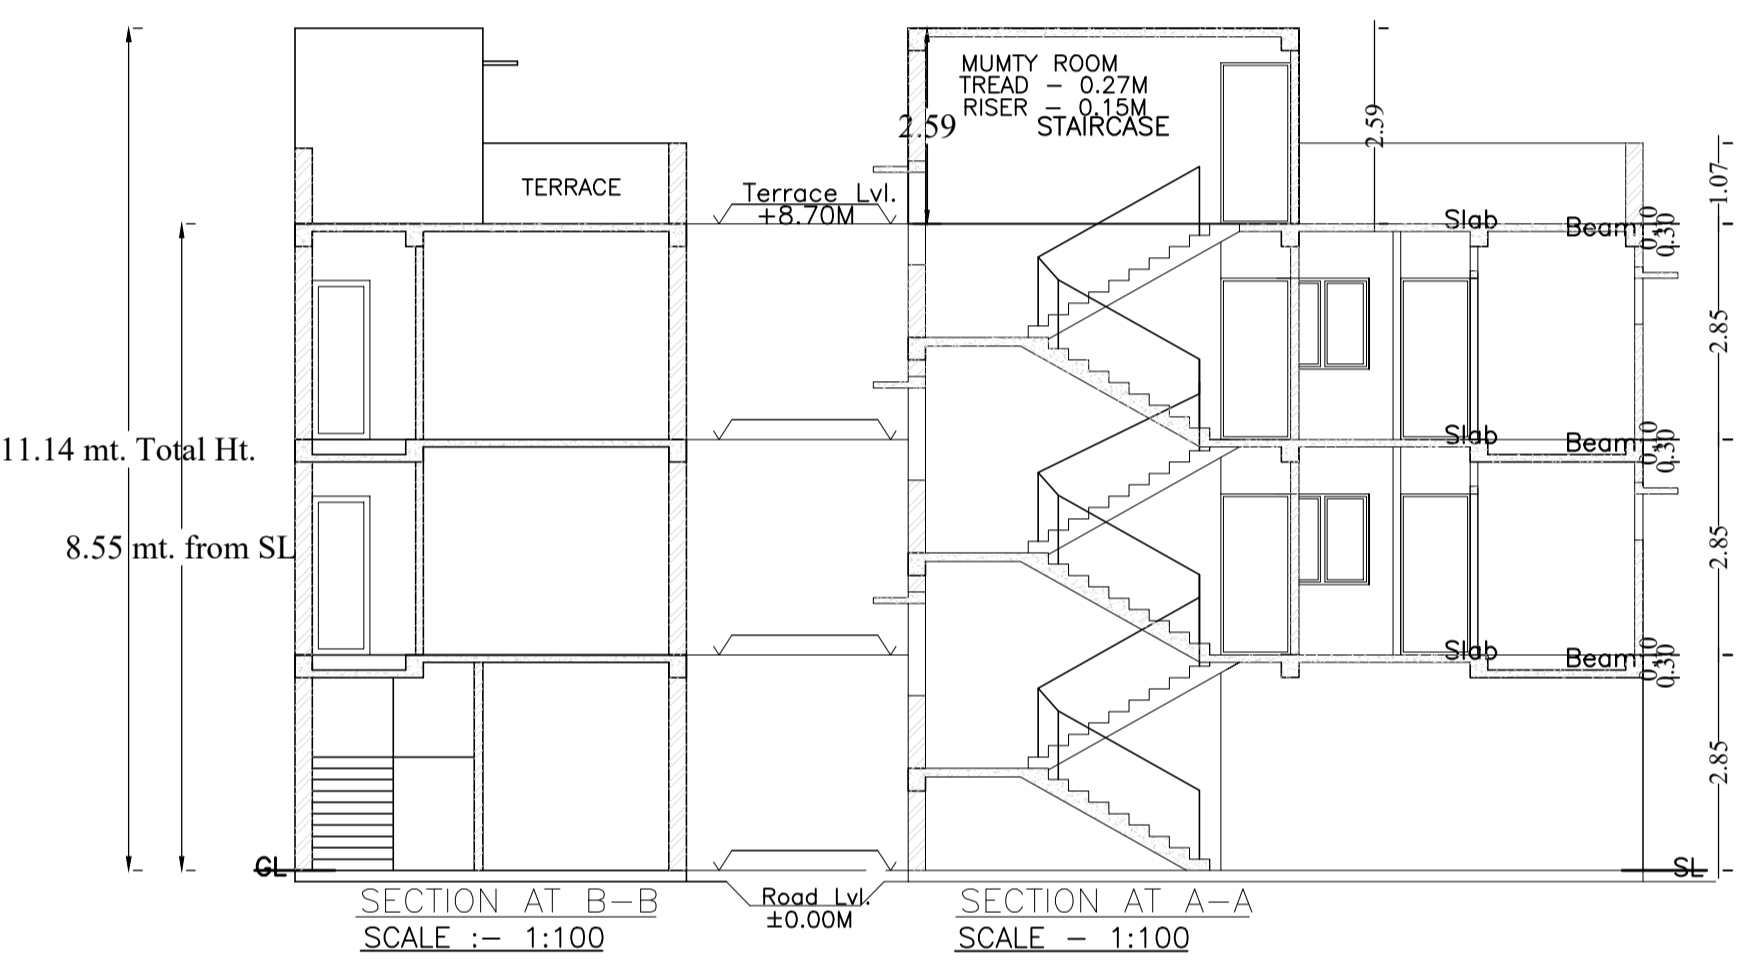 MUMTY ROOM
TREAD - 0.27M
RISER - 0.15M
STAIRCASE
2.59
2.59
TERRACE
Terrace Lvl.
+8.70M
1.07
Slab
Beam
0.10
0.30
2.85
11.14 mt. Total Ht.
Slab
Beam
0.10
0.30
8.55 mt. from SL
2.85
Slab
Beam
0.10
0.30
2.85
GL
SL
SECTION AT B-B
SCALE :- 1:100
Road Lvl.
±0.00M
SECTION AT A-A
SCALE - 1:100